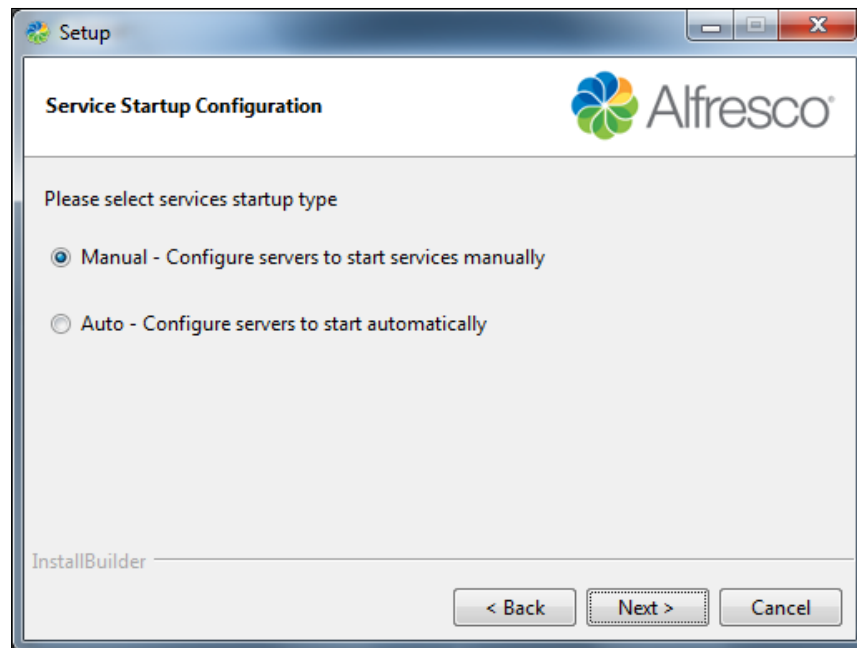 Setup
Service Startup Configuration
Alfresco
Please select services startup type
Manual - Configure servers to start services manually
Auto - Configure servers to start automatically
InstallBuilder
< Back
Next >
Cancel